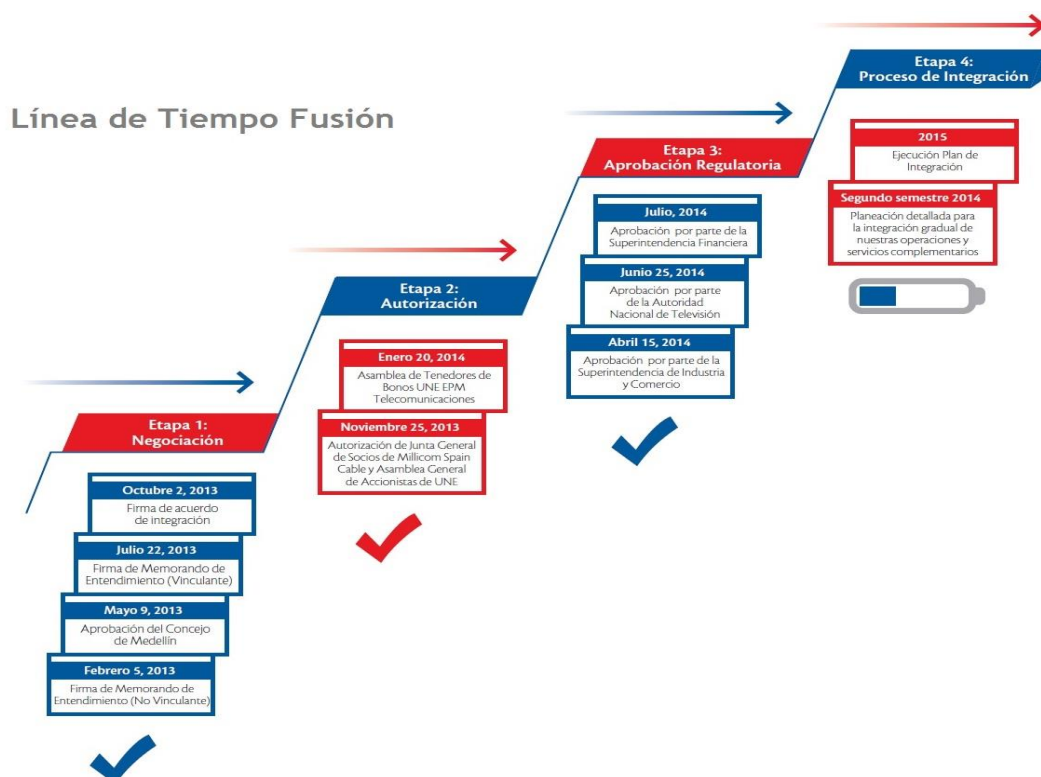 Línea de Tiempo Fusión
Etapa 1:
Negociación
Octubre 2, 2013
Firma de acuerdo
de integración
Julio 22, 2013
Firma de Memorando de
Entendimiento (Vinculante)
Mayo 9, 2013
Aprobación del Concejo
de Medellín
Febrero 5, 2013
Firma de Memorando de
Entendimiento (No Vinculante)
Etapa 2:
Autorización
Enero 20, 2014
Asamblea de Tenedores de
Bonos UNE EPM
Telecomunicaciones
Noviembre 25, 2013
Autorización de Junta General
de Socios de Millicom Spain
Cable y Asamblea General
de Accionistas de UNE
Etapa 3:
Aprobación Regulatoria
Julio, 2014
Aprobación por parte de la
Superintendencia Financiera
Junio 25, 2014
Aprobación por parte
de la Autoridad
Nacional de Televisión
Abril 15, 2014
Aprobación por parte de la
Superintendencia de Industria
y Comercio
Etapa 4:
Proceso de Integración
2015
Ejecución Plan de
Integración
Segundo semestre 2014
Planeación detallada para
la integración gradual de
nuestras operaciones y
servicios complementarios